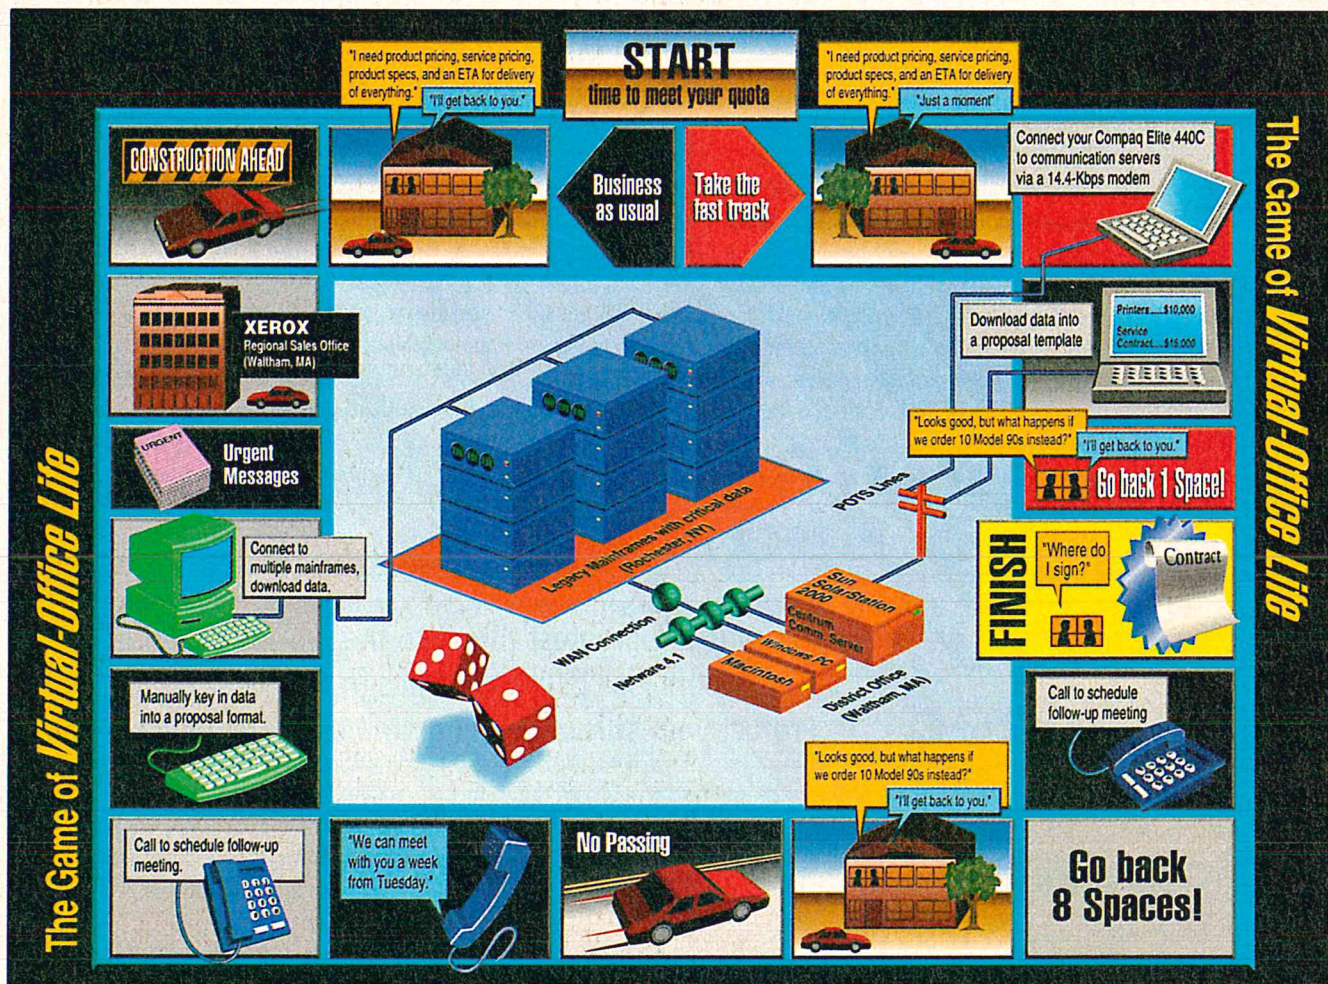 The Game of Virtual-Office Life
START
time to meet your quota
"I need product pricing, service pricing,
product specs, and an ETA for delivery
of everything."
"I'll get back to you."
"I need product pricing, service pricing,
product specs, and an ETA for delivery
of everything."
"Just a moment"
CONSTRUCTION AHEAD
Business
as usual
Take the
fast track
Connect your Compaq Elite 440C
to communication servers
via a 14.4-Kbps modem
XEROX
Regional Sales Office
(Waltham, MA)
Download data into
a proposal template
Printers.....$10,000
Service
Contract....$15,000
URGENT
Urgent
Messages
"Looks good, but what happens if
we order 10 Model 90s instead?"
"I'll get back to you."
Go back 1 Space!
Connect to
multiple mainframes,
download data.
Legacy Mainframes with critical data
(Rochester, NY)
POTS Lines
FINISH
"Where do
I sign?"
Contract
WAN Connection
Netware 4.1
Sun
SolarStation
2000
Centrum
Comm. Server
Windows PC
Macintosh
District Office
(Waltham, MA)
Manually key in data
into a proposal format.
Call to schedule
follow-up meeting
Call to schedule follow-up
meeting.
"We can meet
with you a week
from Tuesday."
No Passing
"Looks good, but what happens if
we order 10 Model 90s instead?"
"I'll get back to you."
Go back
8 Spaces!
The Game of Virtual-Office Life